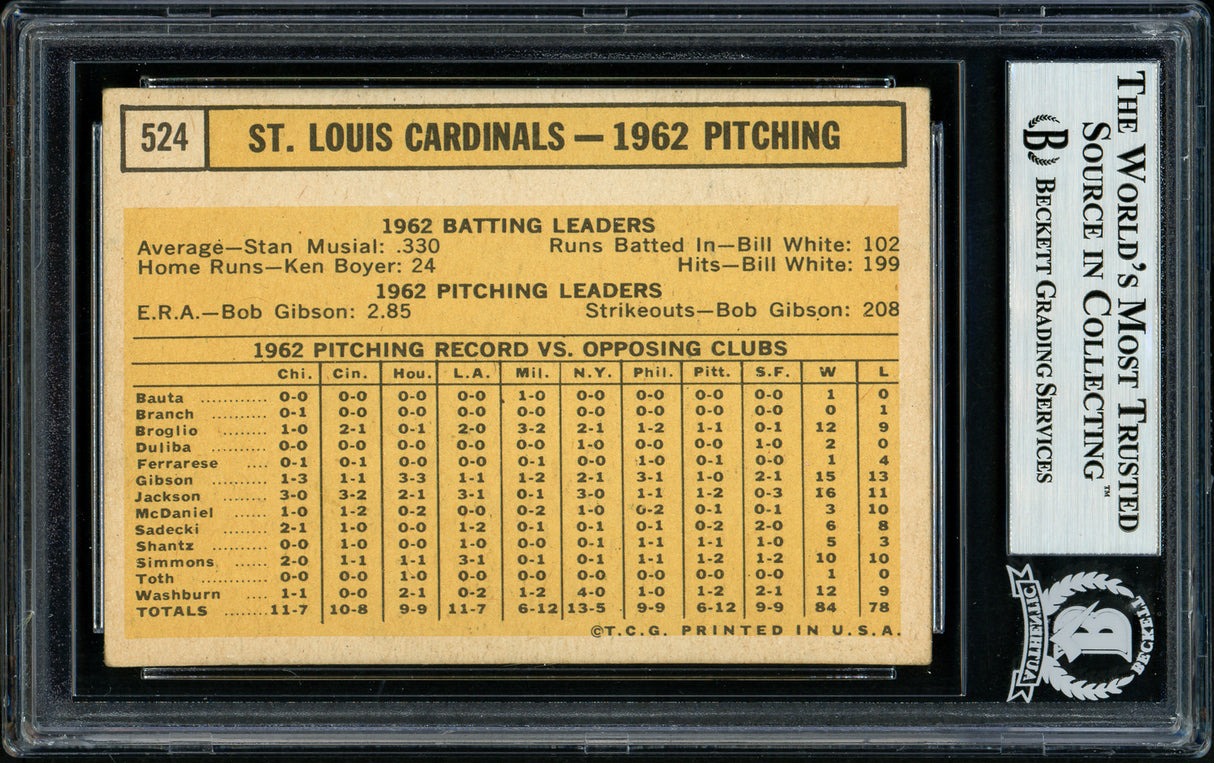 524 ST. LOUIS CARDINALS — 1962 PITCHING
1962 BATTING LEADERS
Average—Stan Musial: .330 Runs Batted In—Bill White: 102
Home Runs—Ken Boyer: 24 Hits—Bill White: 199
1962 PITCHING LEADERS
E.R.A.—Bob Gibson: 2.85 Strikeouts—Bob Gibson: 208
1962 PITCHING RECORD VS. OPPOSING CLUBS
Chi. Cin. Hou. L.A. Mil. N.Y. Phil. Pitt. S.F. W L
Bauta ........... 0-0 0-0 0-0 0-0 1-0 0-0 0-0 0-0 0-0 1 0
Branch .......... 0-1 0-0 0-0 0-0 0-0 0-0 0-0 0-0 0-0 0 1
Broglio ........ 1-0 2-1 0-1 2-0 3-2 2-1 1-2 1-1 0-1 12 9
Duliba .......... 0-0 0-0 0-0 0-0 0-0 1-0 0-0 0-0 1-0 2 0
Ferrarese .... 0-1 0-1 0-0 0-0 0-1 0-0 1-0 0-1 0-0 1 4
Gibson ........ 1-3 1-1 3-3 1-1 1-2 2-1 3-1 1-0 2-1 15 13
Jackson ........ 3-0 3-2 2-1 3-1 0-1 3-0 1-1 1-2 0-3 16 11
McDaniel ..... 1-0 1-2 0-2 0-0 0-2 1-0 0-2 0-1 0-1 3 10
Sadecki ....... 2-1 1-0 0-0 1-2 0-1 0-1 0-1 0-2 2-0 6 8
Shantz .......... 0-0 1-0 0-0 1-0 0-0 0-1 1-1 1-1 1-0 5 3
Simmons ...... 2-0 1-1 1-1 3-1 0-1 0-1 1-1 1-2 1-2 10 10
Toth ............ 0-0 0-0 1-0 0-0 0-0 0-0 0-0 0-0 0-0 1 0
Washburn .... 1-1 0-0 2-1 0-2 1-2 4-0 1-0 1-2 2-1 12 9
TOTALS ....... 11-7 10-8 9-9 11-7 6-12 13-5 9-9 6-12 9-9 84 78
©T.C.G. PRINTED IN U.S.A.
THE WORLD'S MOST TRUSTED
SOURCE IN COLLECTING™
B BECKETT GRADING SERVICES
B
AUTHENTIC BECKETT